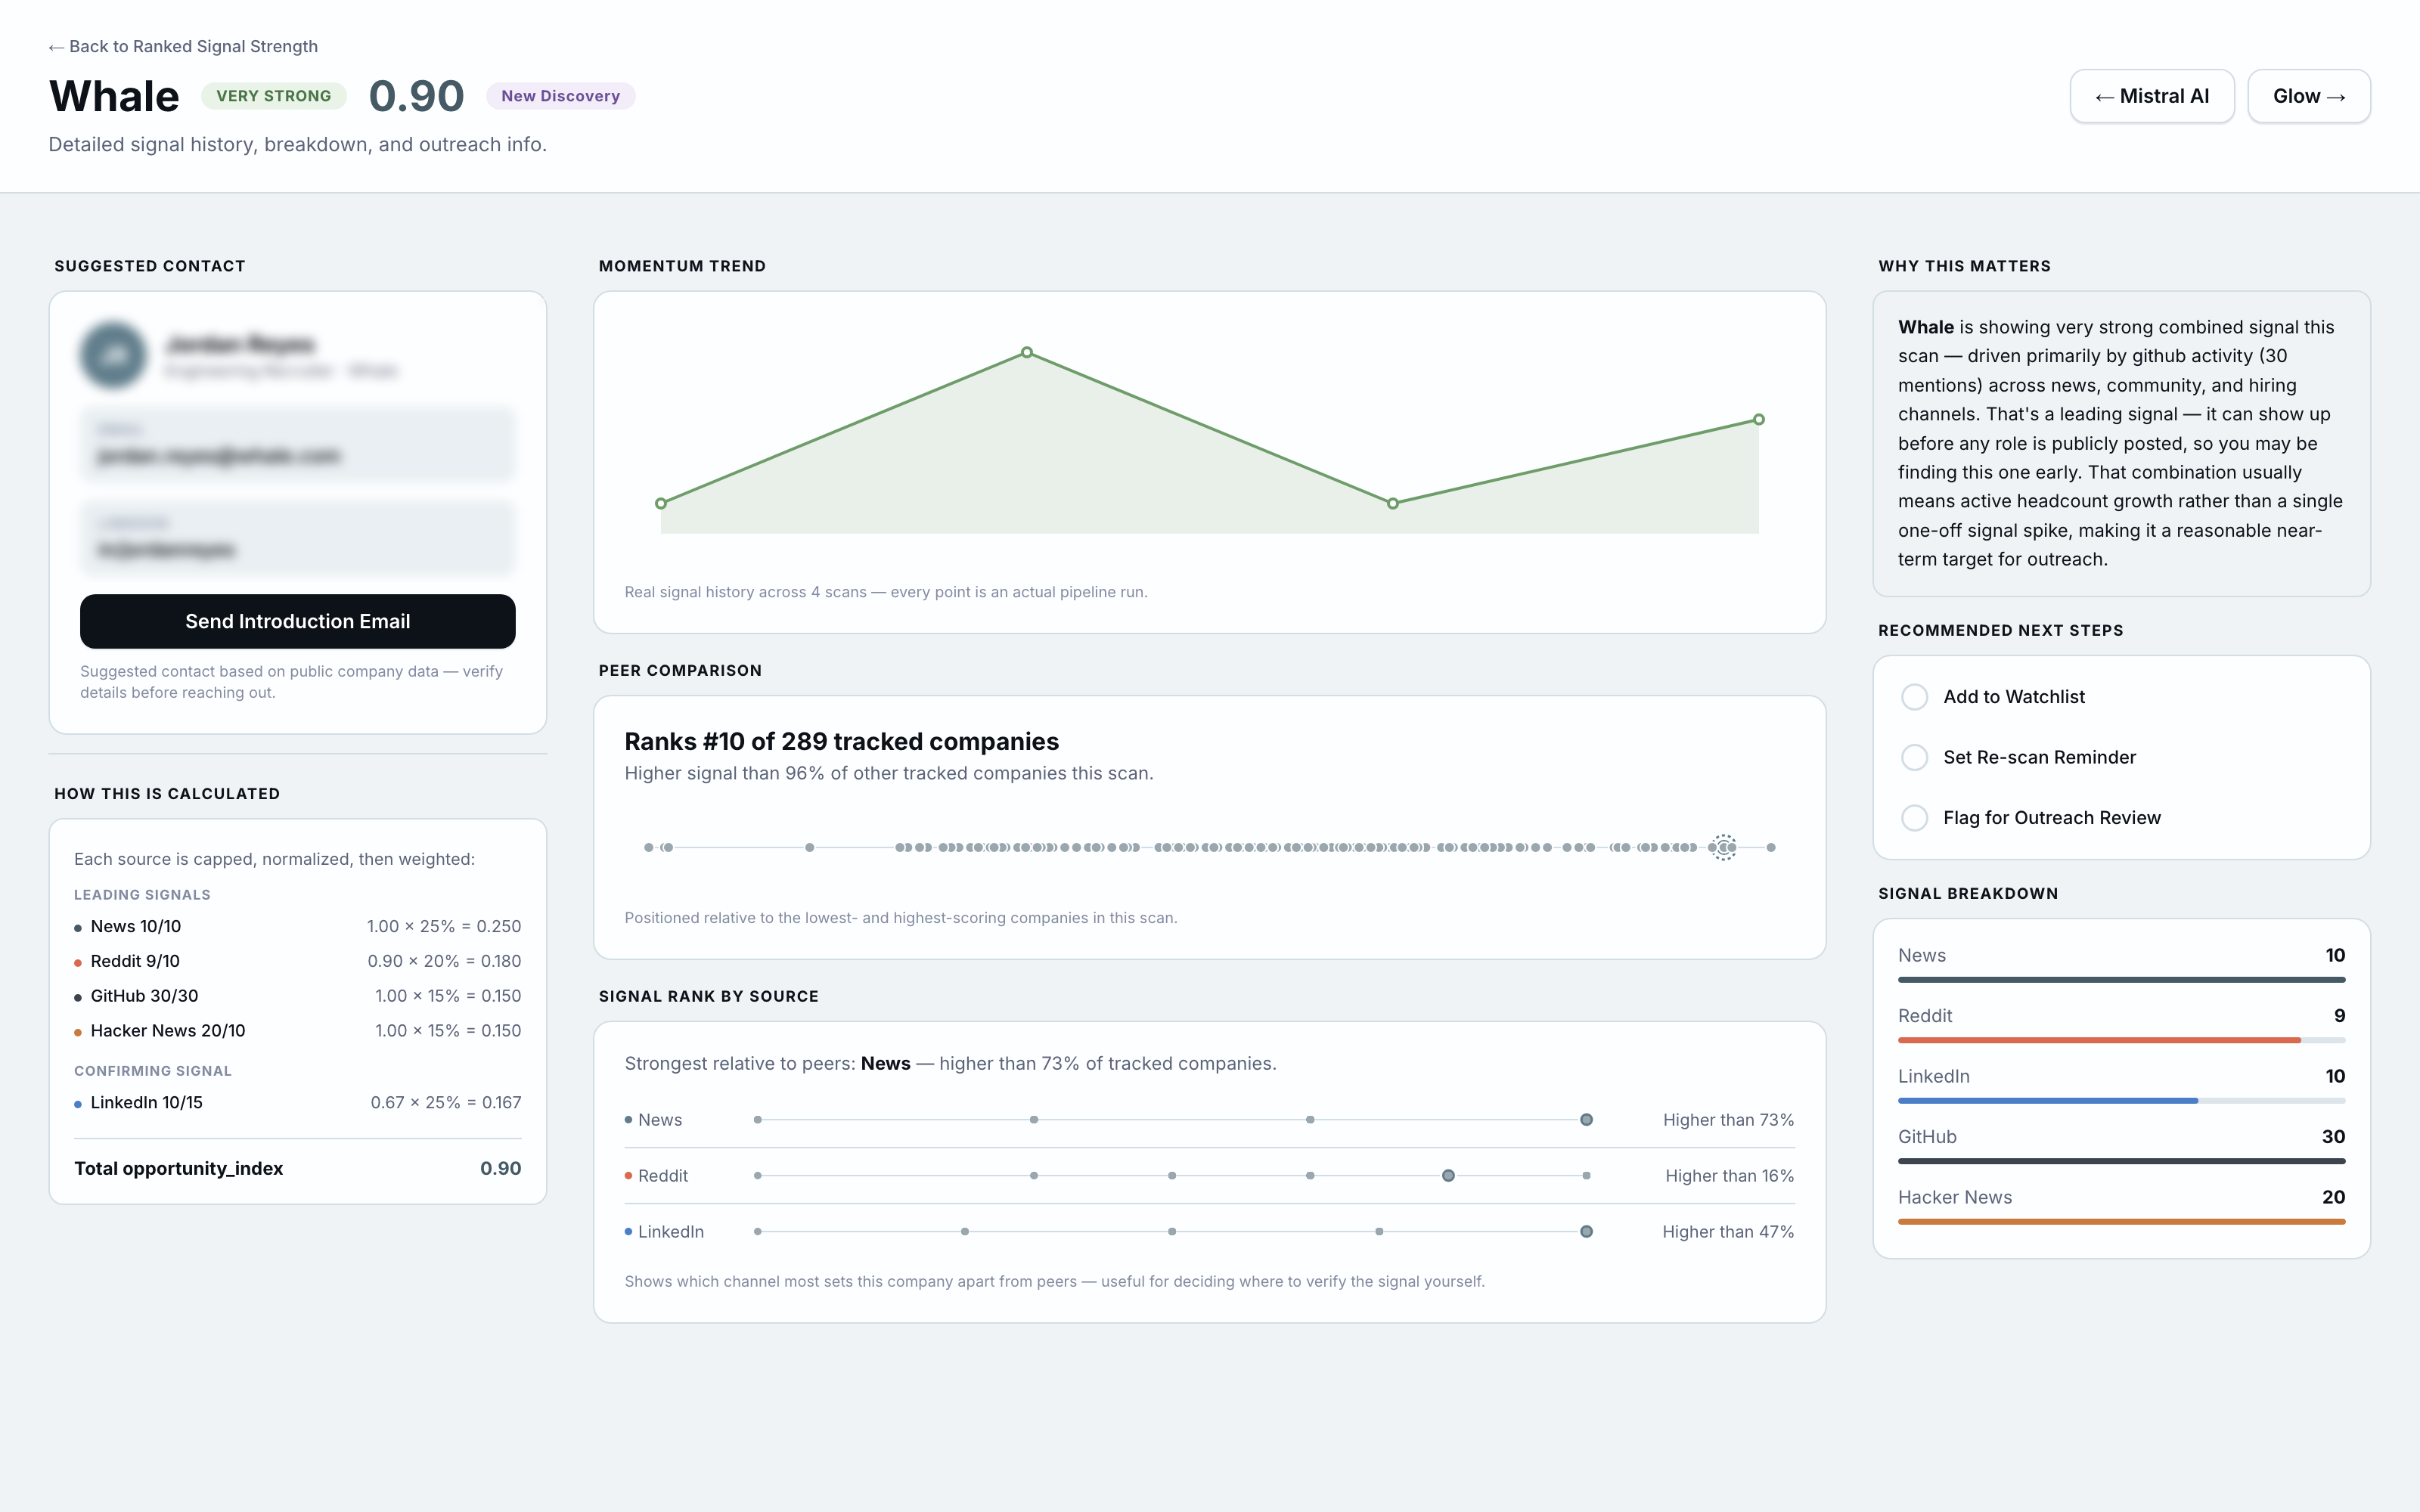 ← Back to Ranked Signal Strength
Whale VERY STRONG 0.90 New Discovery
Detailed signal history, breakdown, and outreach info.
← Mistral AI
Glow →
SUGGESTED CONTACT
Jordan Reyes
jordan.reyes@whale.com
Send Introduction Email
Suggested contact based on public company data — verify
details before reaching out.
HOW THIS IS CALCULATED
Each source is capped, normalized, then weighted:
LEADING SIGNALS
News 10/10 1.00 × 25% = 0.250
Reddit 9/10 0.90 × 20% = 0.180
GitHub 30/30 1.00 × 15% = 0.150
Hacker News 20/10 1.00 × 15% = 0.150
CONFIRMING SIGNAL
LinkedIn 10/15 0.67 × 25% = 0.167
Total opportunity_index 0.90
MOMENTUM TREND
Real signal history across 4 scans — every point is an actual pipeline run.
PEER COMPARISON
Ranks #10 of 289 tracked companies
Higher signal than 96% of other tracked companies this scan.
Positioned relative to the lowest- and highest-scoring companies in this scan.
SIGNAL RANK BY SOURCE
Strongest relative to peers: News — higher than 73% of tracked companies.
News Higher than 73%
Reddit Higher than 16%
LinkedIn Higher than 47%
Shows which channel most sets this company apart from peers — useful for deciding where to verify the signal yourself.
WHY THIS MATTERS
Whale is showing very strong combined signal this
scan — driven primarily by github activity (30
mentions) across news, community, and hiring
channels. That's a leading signal — it can show up
before any role is publicly posted, so you may be
finding this one early. That combination usually
means active headcount growth rather than a single
one-off signal spike, making it a reasonable near-
term target for outreach.
RECOMMENDED NEXT STEPS
Add to Watchlist
Set Re-scan Reminder
Flag for Outreach Review
SIGNAL BREAKDOWN
News 10
Reddit 9
LinkedIn 10
GitHub 30
Hacker News 20